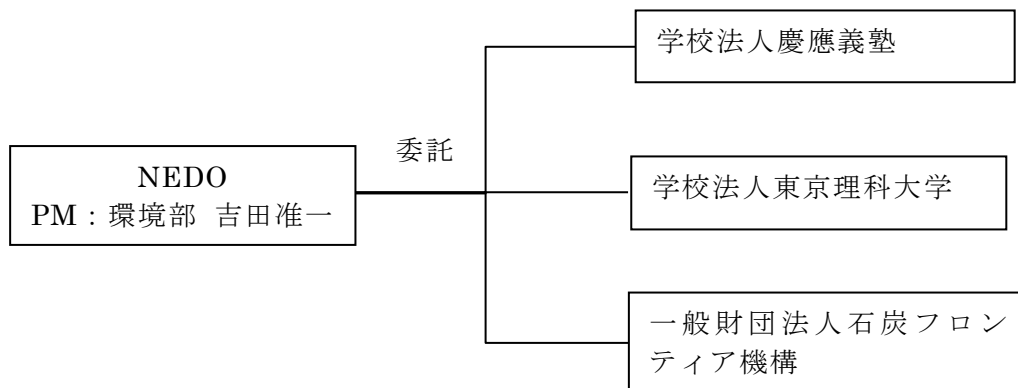 学校法人慶應義塾
委託
NEDO
PM：環境部 吉田准一
学校法人東京理科大学
一般財団法人石炭フロン
ティア機構